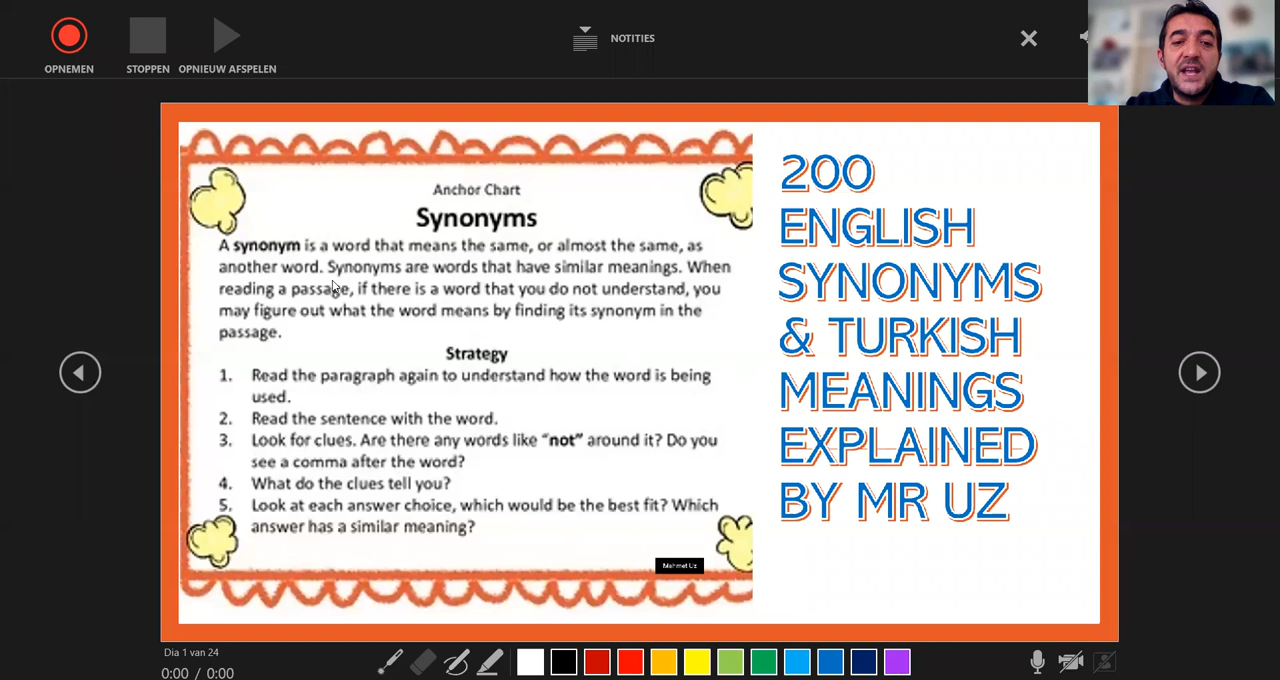 OPNEMEN
STOPPEN
OPNIEUW AFSPELEN
NOTITIES
Anchor Chart
Synonyms
A synonym is a word that means the same, or almost the same, as
another word. Synonyms are words that have similar meanings. When
reading a passage, if there is a word that you do not understand, you
may figure out what the word means by finding its synonym in the
passage.
Strategy
1. Read the paragraph again to understand how the word is being
used.
2. Read the sentence with the word.
3. Look for clues. Are there any words like “not” around it? Do you
see a comma after the word?
4. What do the clues tell you?
5. Look at each answer choice, which would be the best fit? Which
answer has a similar meaning?
Mehmet Uz
200
ENGLISH
SYNONYMS
& TURKISH
MEANINGS
EXPLAINED
BY MR UZ
Dia 1 van 24
0:00 / 0:00